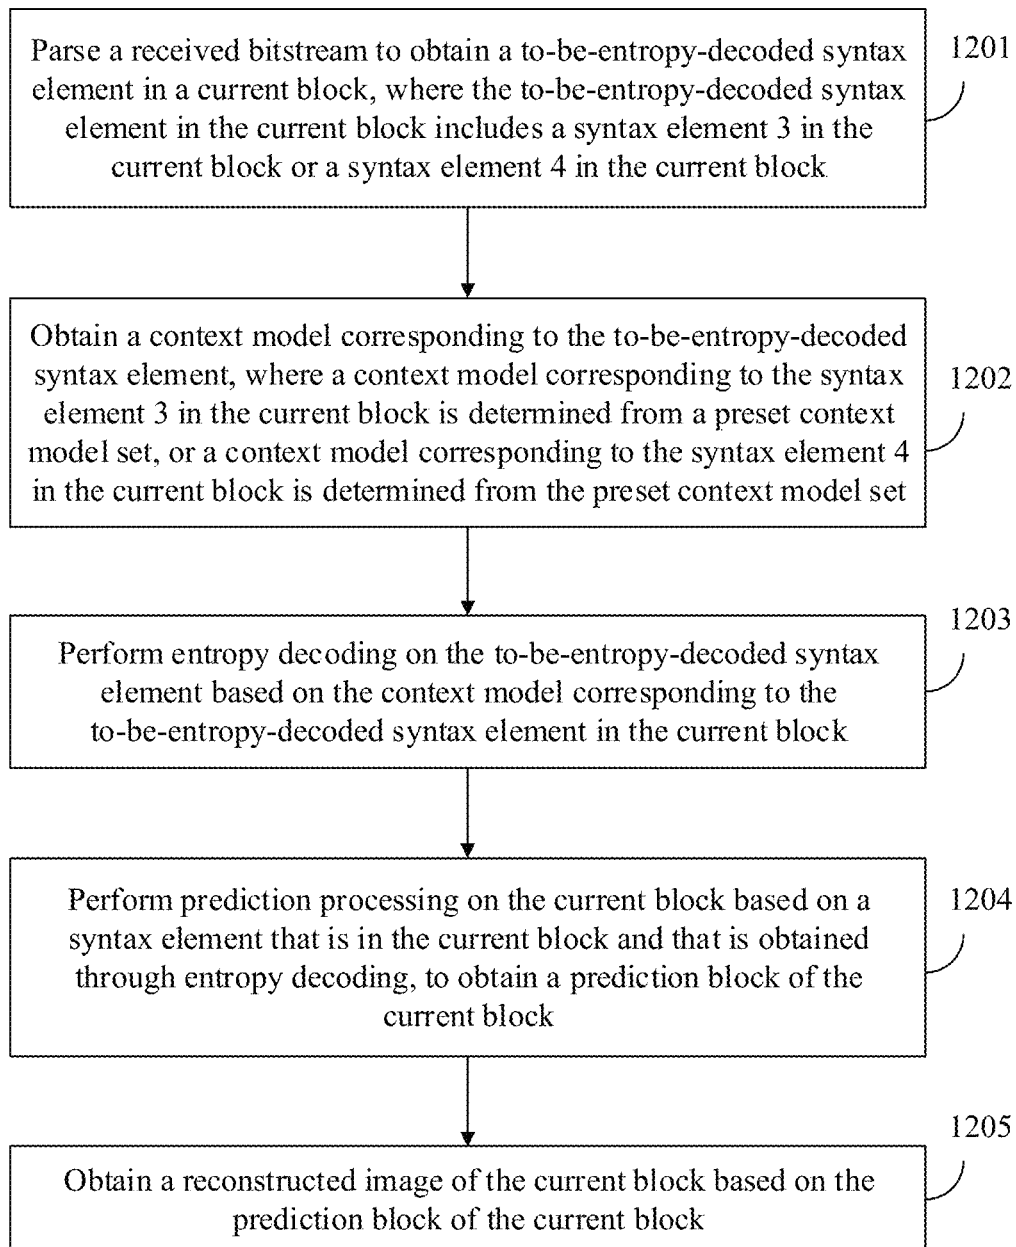 Parse a received bitstream to obtain a to-be-entropy-decoded syntax
element in a current block, where the to-be-entropy-decoded syntax
element in the current block includes a syntax element 3 in the
current block or a syntax element 4 in the current block
1201
Obtain a context model corresponding to the to-be-entropy-decoded
syntax element, where a context model corresponding to the syntax
element 3 in the current block is determined from a preset context
model set, or a context model corresponding to the syntax element 4
in the current block is determined from the preset context model set
1202
Perform entropy decoding on the to-be-entropy-decoded syntax
element based on the context model corresponding to the
to-be-entropy-decoded syntax element in the current block
1203
Perform prediction processing on the current block based on a
syntax element that is in the current block and that is obtained
through entropy decoding, to obtain a prediction block of the
current block
1204
Obtain a reconstructed image of the current block based on the
prediction block of the current block
1205